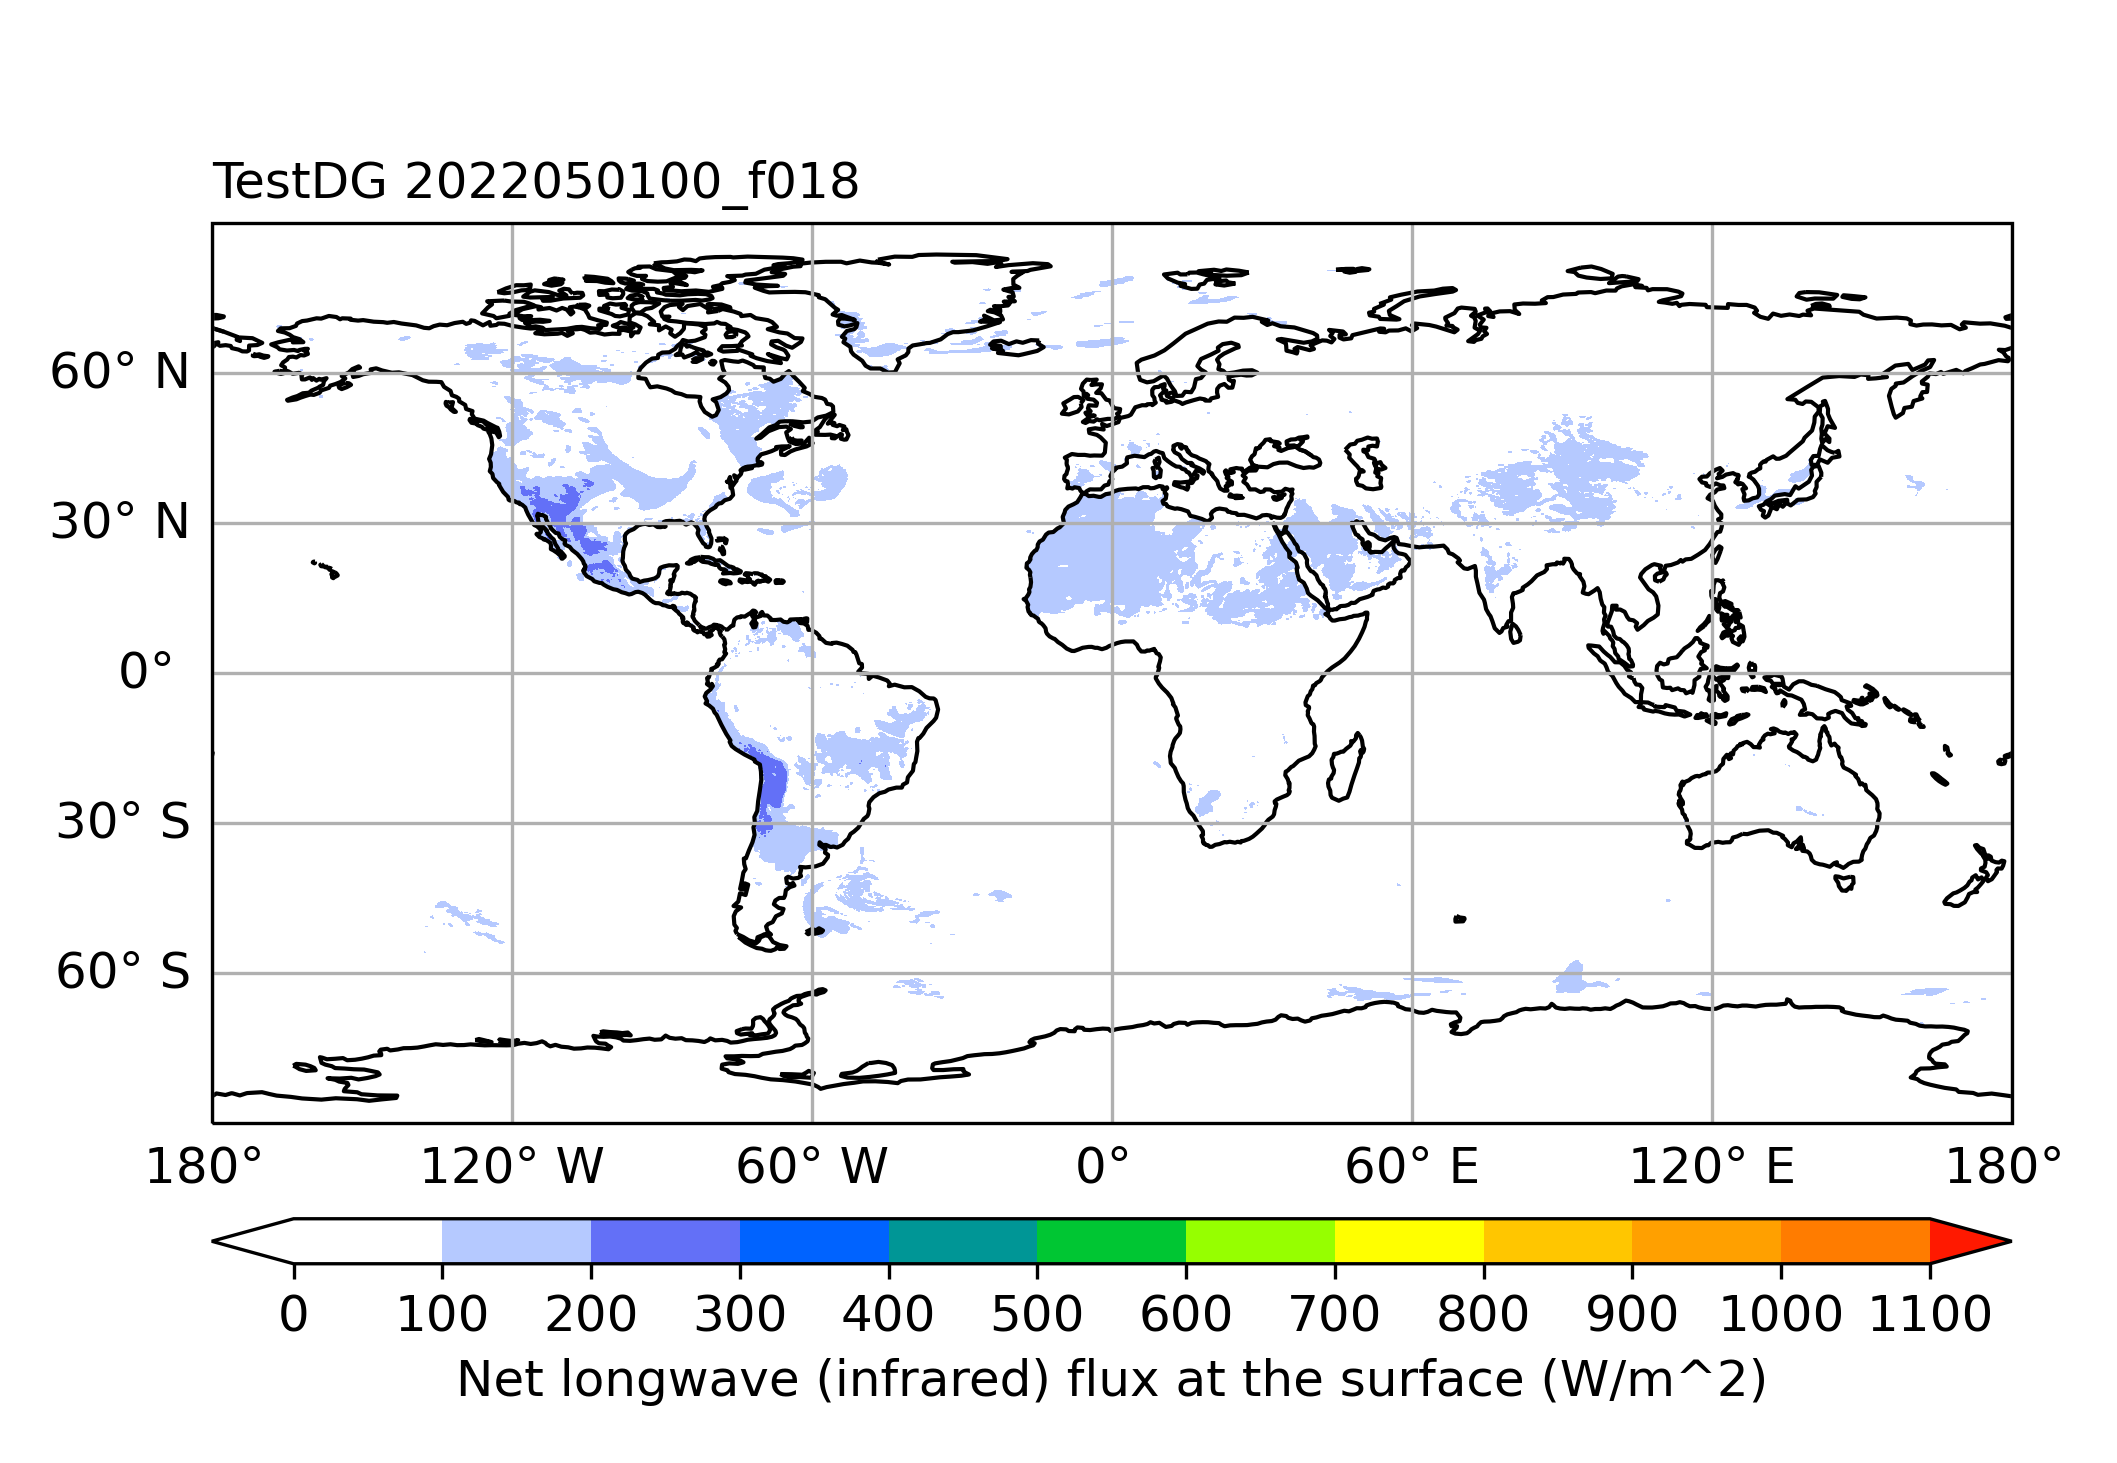 TestDG 2022050100_f018
60° N
30° N
0°
30° S
60° S
180° 120° W 60° W 0° 60° E 120° E 180°
0 100 200 300 400 500 600 700 800 900 1000 1100
Net longwave (infrared) flux at the surface (W/m^2)